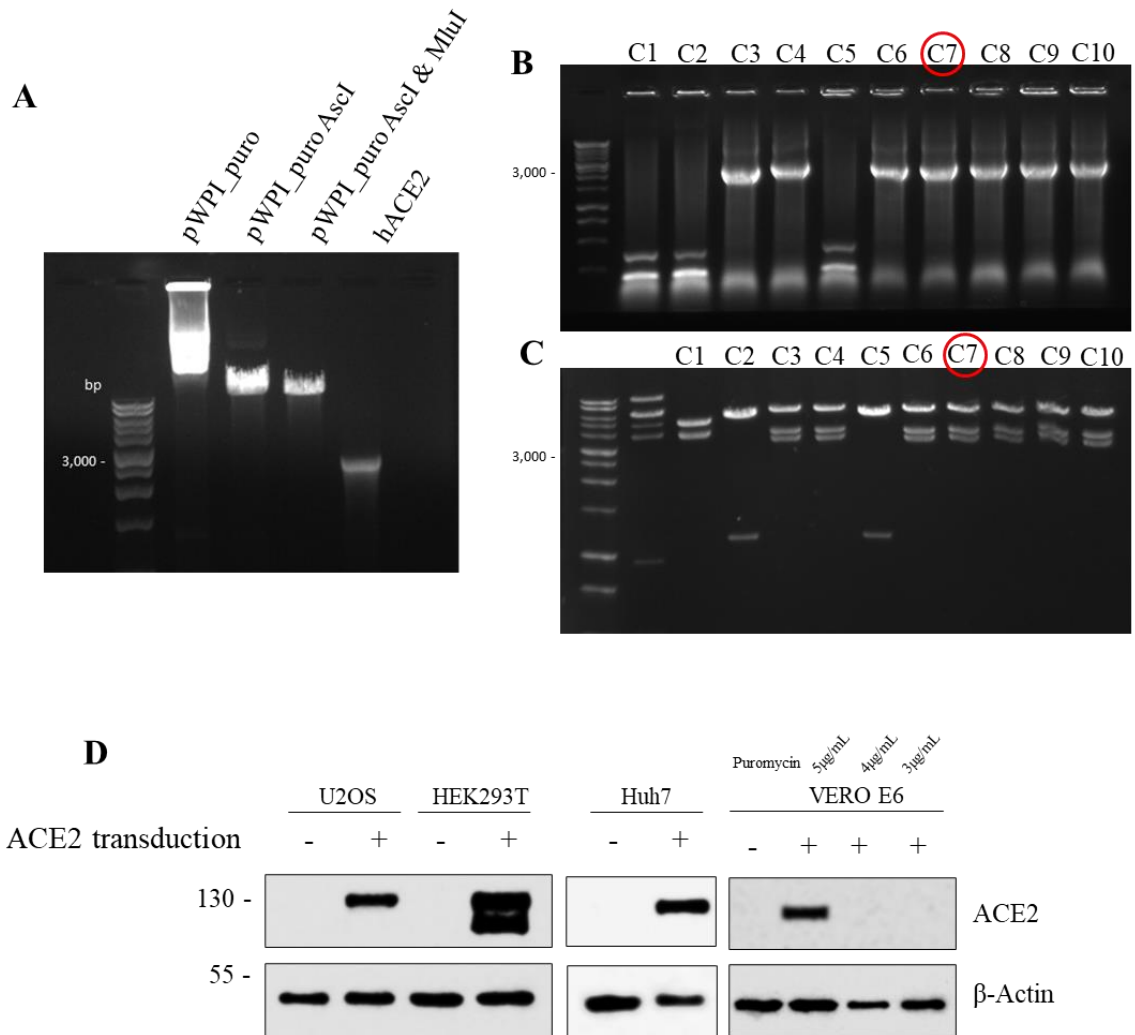 A
pWPI_puro
pWPI_puro AscI
pWPI_puro AscI & MluI
hACE2
bp
3,000 -
B
C1 C2 C3 C4 C5 C6 C7 C8 C9 C10
3,000 -
C
C1 C2 C3 C4 C5 C6 C7 C8 C9 C10
3,000 -
D
Puromycin 5µg/mL 4µg/mL 3µg/mL
U2OS HEK293T Huh7 VERO E6
ACE2 transduction - + - + - + - + + +
130 -
ACE2
55 -
β-Actin